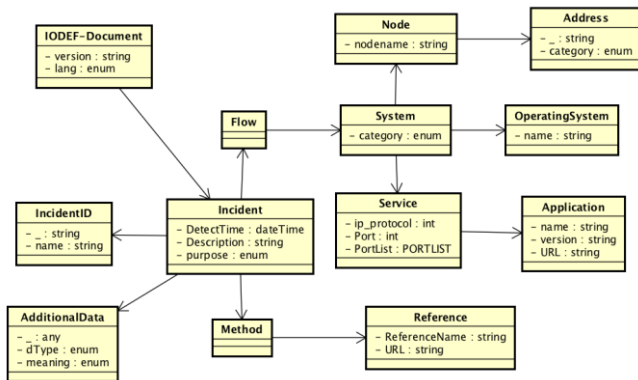 IODEF-Document
- version : string
- lang : enum
Node
- nodename : string
Address
- _ : string
- category : enum
Flow
System
- category : enum
OperatingSystem
- name : string
IncidentID
- _ : string
- name : string
Incident
- DetectTime : dateTime
- Description : string
- purpose : enum
Service
- ip_protocol : int
- Port : int
- PortList : PORTLIST
Application
- name : string
- version : string
- URL : string
AdditionalData
- _ : any
- dType : enum
- meaning : enum
Method
Reference
- ReferenceName : string
- URL : string